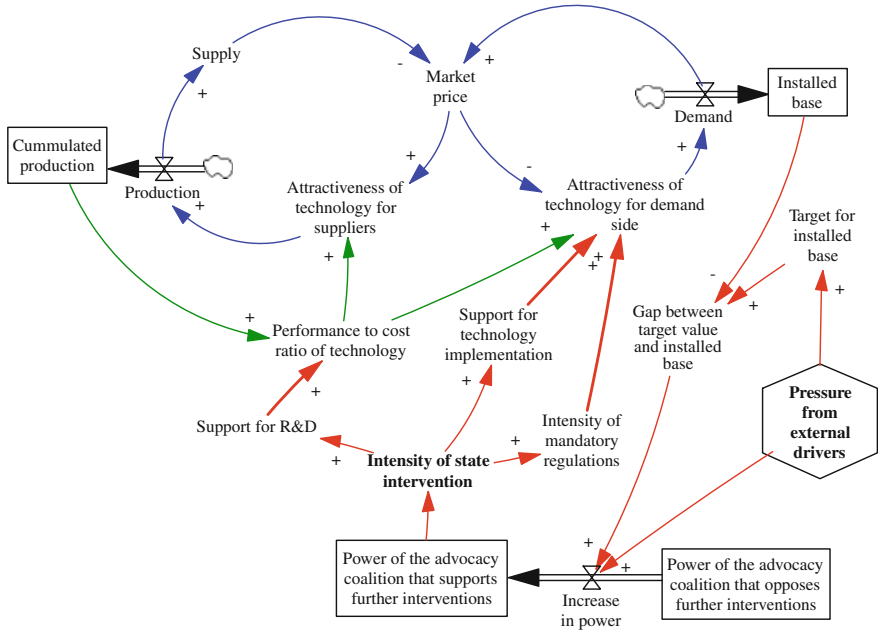 Supply
-
+
Market
price
+
Installed
base
Demand
+
Cummulated
production
Production
+
+
Attractiveness of
technology for
suppliers
+
-
Attractiveness of
technology for demand
side
+
+
+
Target for
installed
base
+
-
+
Gap between
target value
and installed
base
+
Performance to cost
ratio of technology
+
Support for
technology
implementation
+
Pressure
from
external
drivers
Support for R&D
+
Intensity of
mandatory
regulations
+
Intensity of state
intervention
Power of the advocacy
coalition that supports
further interventions
+
+
Increase
in power
Power of the advocacy
coalition that opposes
further interventions